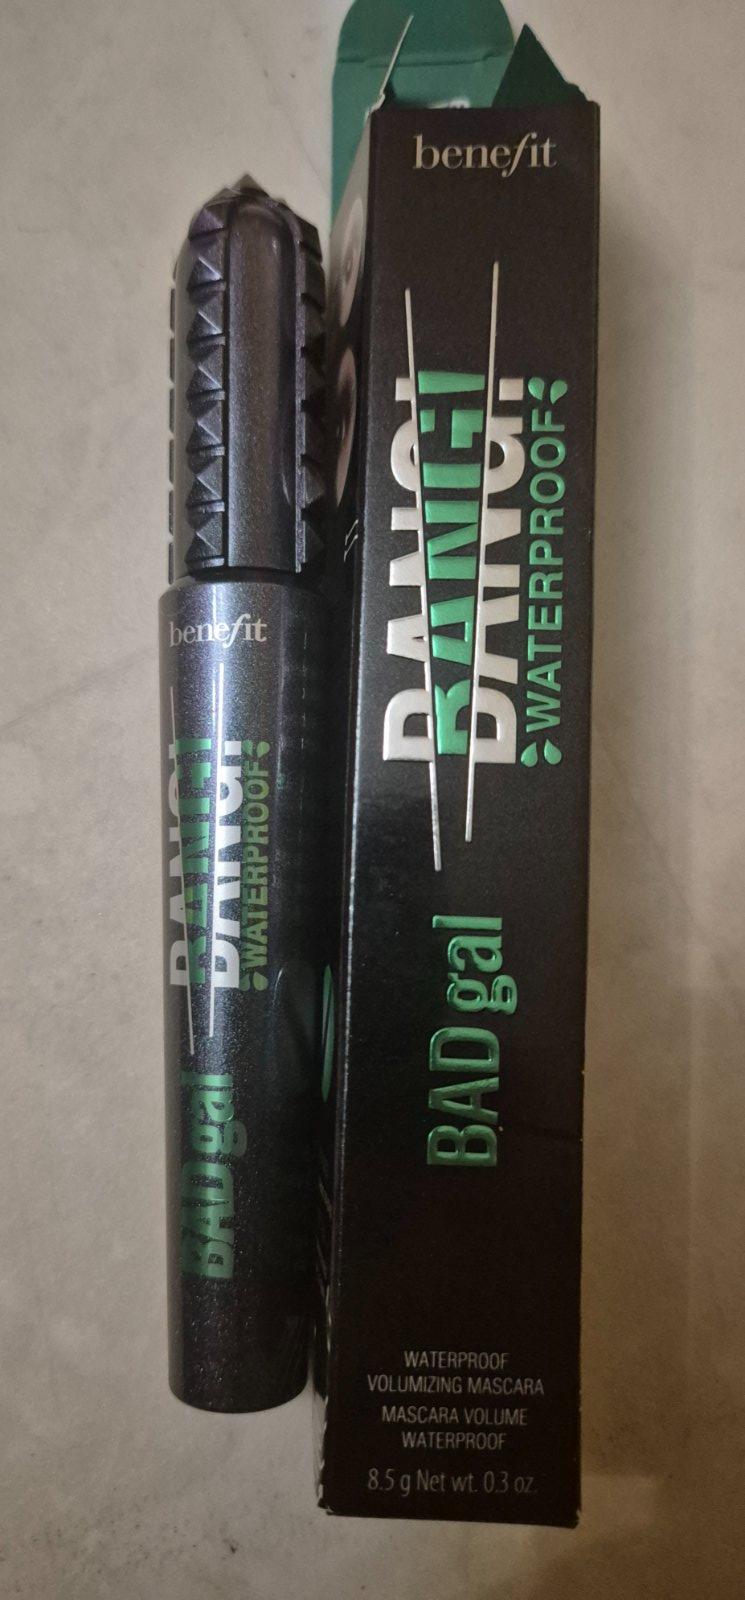 benefit
BANG!
WATERPROOF
BAD gal
benefit
BANG!
WATERPROOF
BAD gal
WATERPROOF
VOLUMIZING MASCARA
MASCARA VOLUME
WATERPROOF
8.5 g Net wt. 0.3 oz.